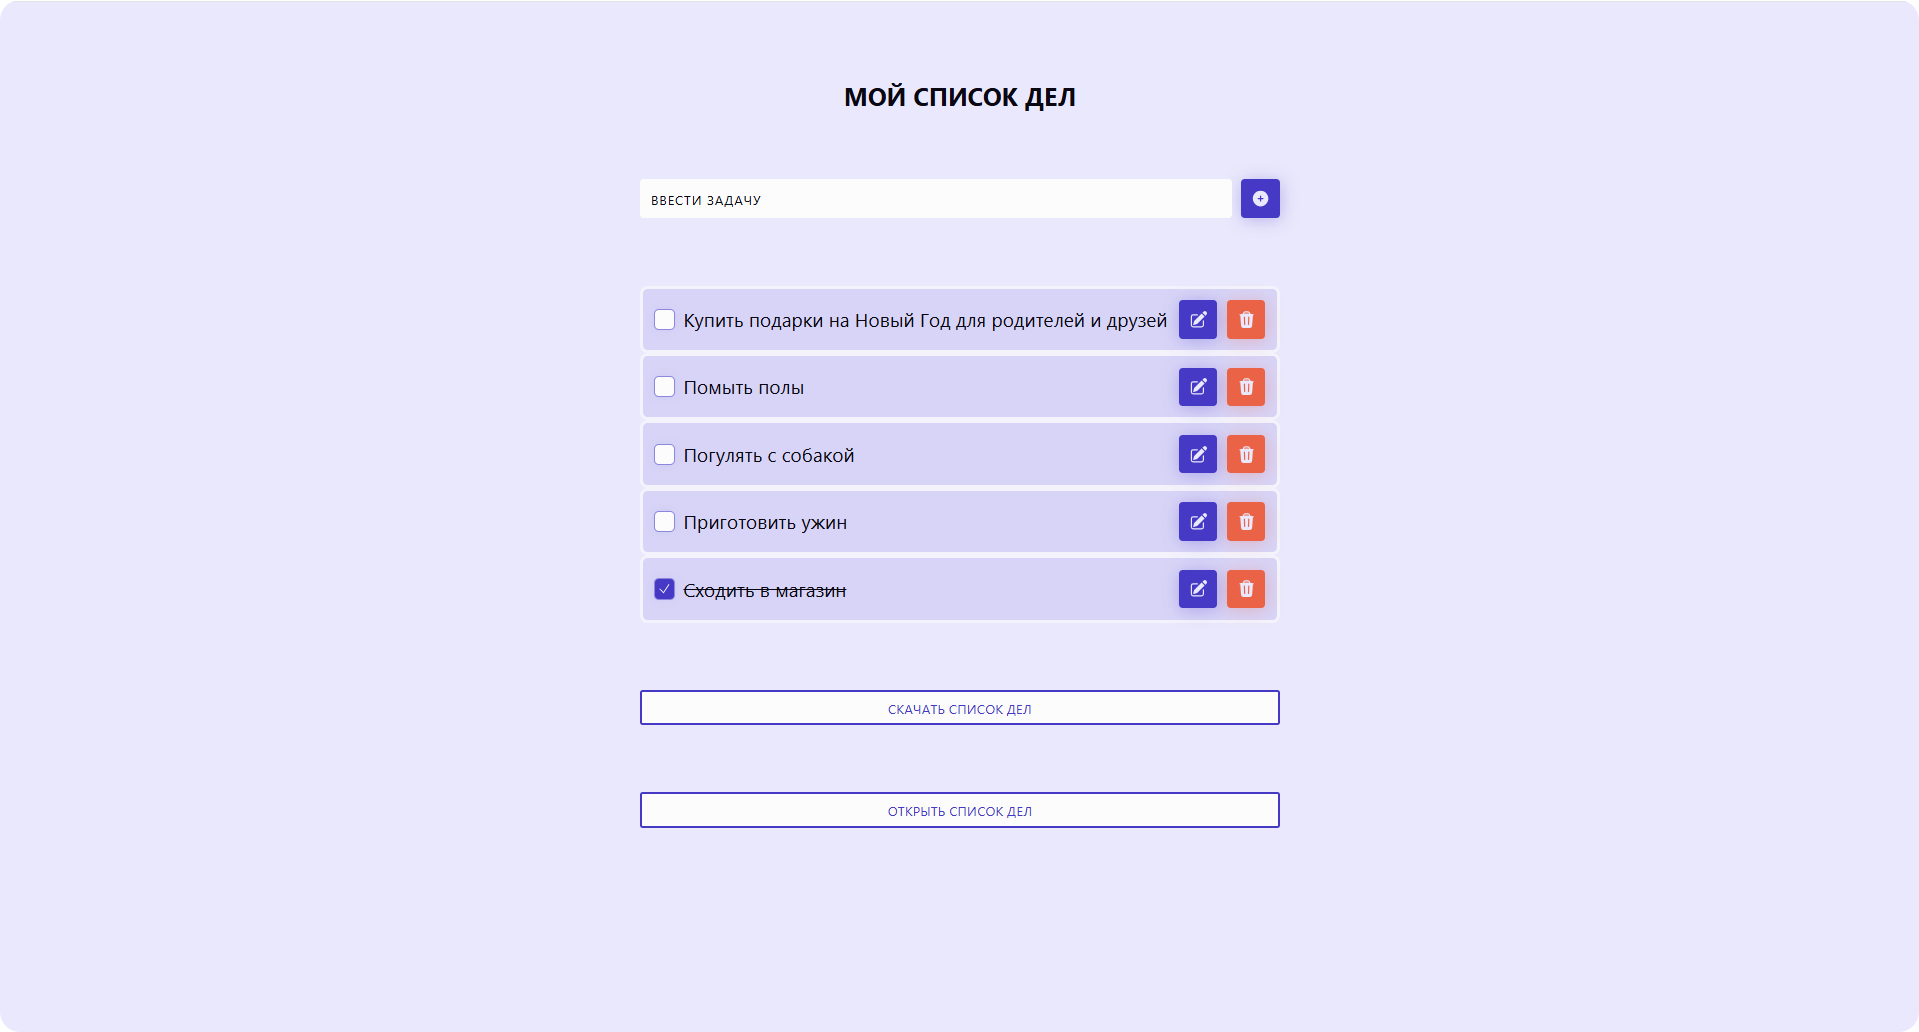 МОЙ СПИСОК ДЕЛ
ВВЕСТИ ЗАДАЧУ
Купить подарки на Новый Год для родителей и друзей
Помыть полы
Погулять с собакой
Приготовить ужин
Сходить в магазин
СКАЧАТЬ СПИСОК ДЕЛ
ОТКРЫТЬ СПИСОК ДЕЛ